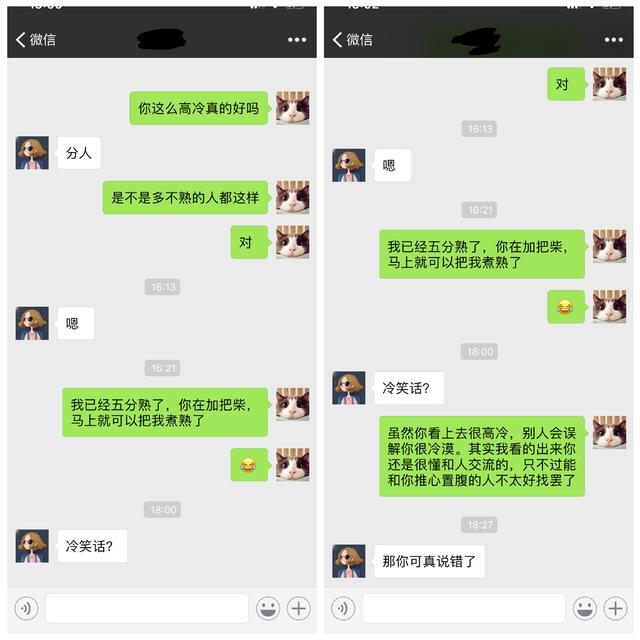 微信
你这么高冷真的好吗
分人
是不是多不熟的人都这样
对
16:13
嗯
16:21
我已经五分熟了，你在加把柴，
马上就可以把我煮熟了
18:00
冷笑话？
微信
对
16:13
嗯
16:21
我已经五分熟了，你在加把柴，
马上就可以把我煮熟了
18:00
冷笑话？
虽然你看上去很高冷，别人会误
解你很冷漠。其实我看的出来你
还是很懂和人交流的，只不过能
和你推心置腹的人不太好找罢了
18:27
那你可真说错了